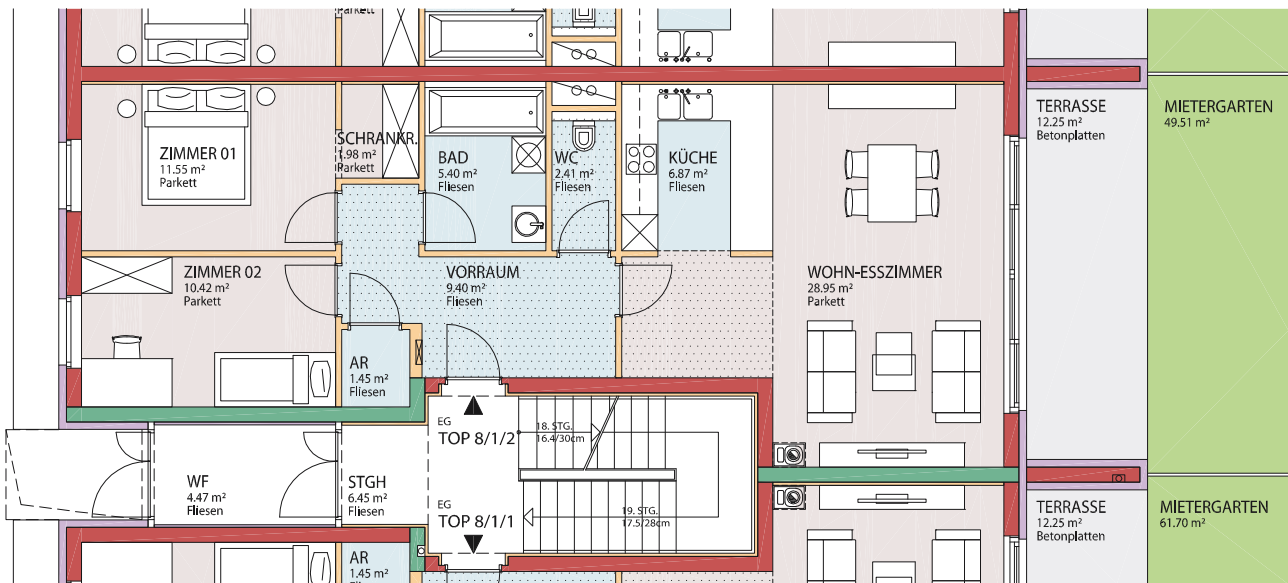 Parkett
ZIMMER 01
11.55 m²
Parkett
SCHRANKR.
1.98 m²
Parkett
BAD
5.40 m²
Fliesen
WC
2.41 m²
Fliesen
KÜCHE
6.87 m²
Fliesen
TERRASSE
12.25 m²
Betonplatten
MIETERGARTEN
49.51 m²
ZIMMER 02
10.42 m²
Parkett
VORRAUM
9.40 m²
Fliesen
WOHN-ESSZIMMER
28.95 m²
Parkett
AR
1.45 m²
Fliesen
EG
TOP 8/1/2
18. STG.
16.4/30cm
WF
4.47 m²
Fliesen
STGH
6.45 m²
Fliesen
EG
TOP 8/1/1
19. STG.
17.5/28cm
TERRASSE
12.25 m²
Betonplatten
MIETERGARTEN
61.70 m²
AR
1.45 m²